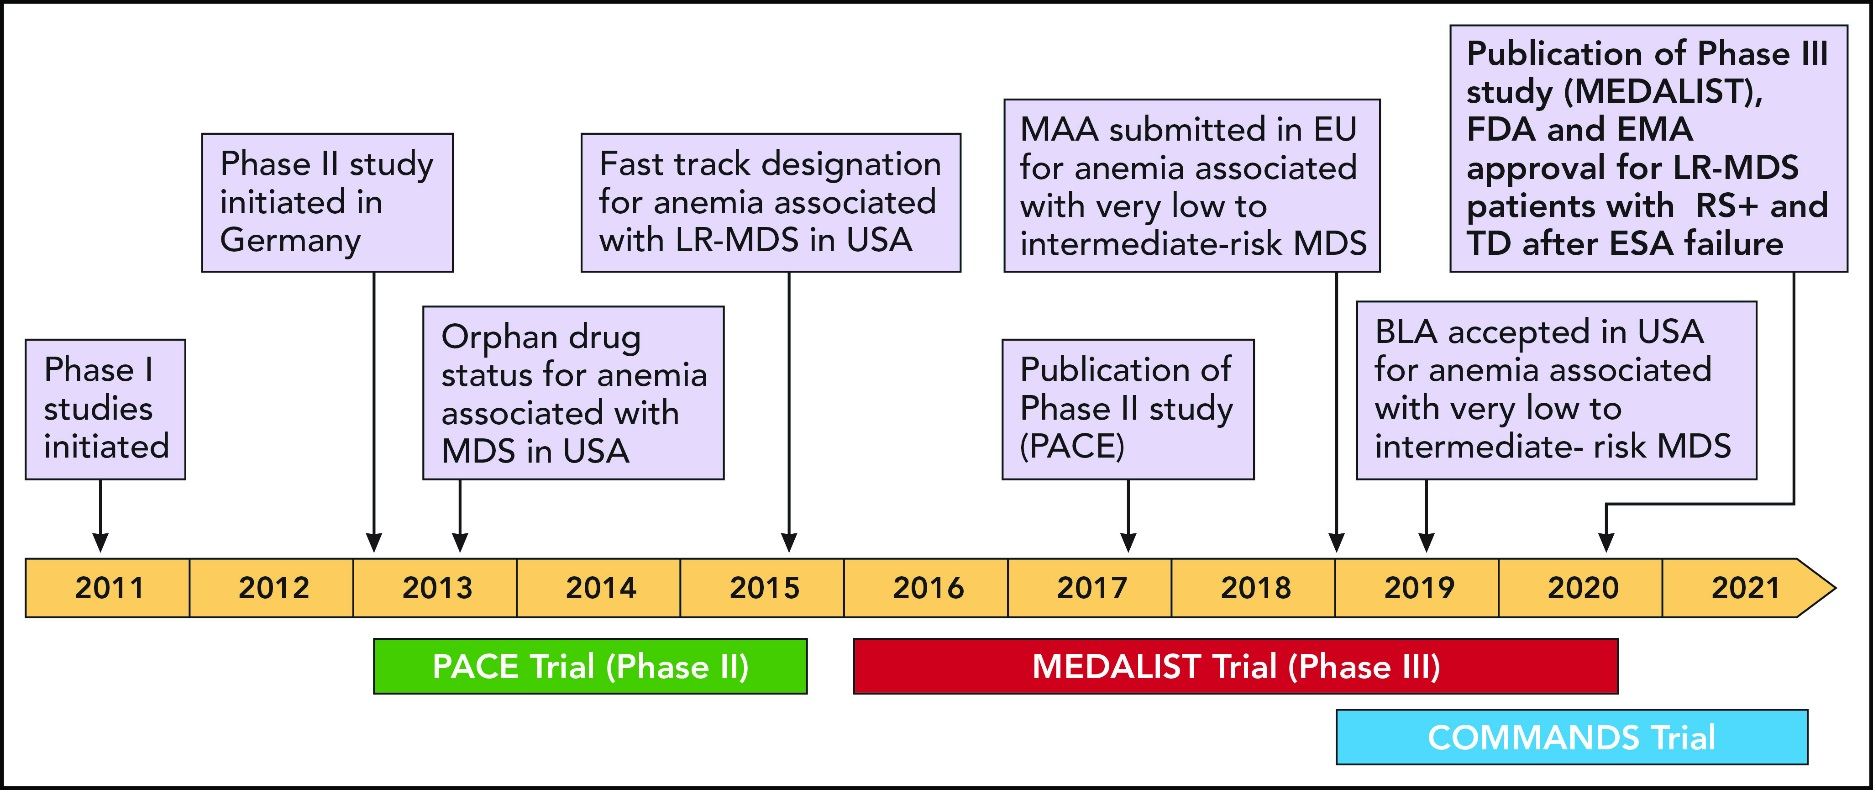 Phase I
studies
initiated
Phase II study
initiated in
Germany
Orphan drug
status for anemia
associated with
MDS in USA
Fast track designation
for anemia associated
with LR-MDS in USA
Publication of
Phase II study
(PACE)
MAA submitted in EU
for anemia associated
with very low to
intermediate-risk MDS
BLA accepted in USA
for anemia associated
with very low to
intermediate- risk MDS
Publication of Phase III
study (MEDALIST),
FDA and EMA
approval for LR-MDS
patients with RS+ and
TD after ESA failure
2011 2012 2013 2014 2015 2016 2017 2018 2019 2020 2021
PACE Trial (Phase II)
MEDALIST Trial (Phase III)
COMMANDS Trial